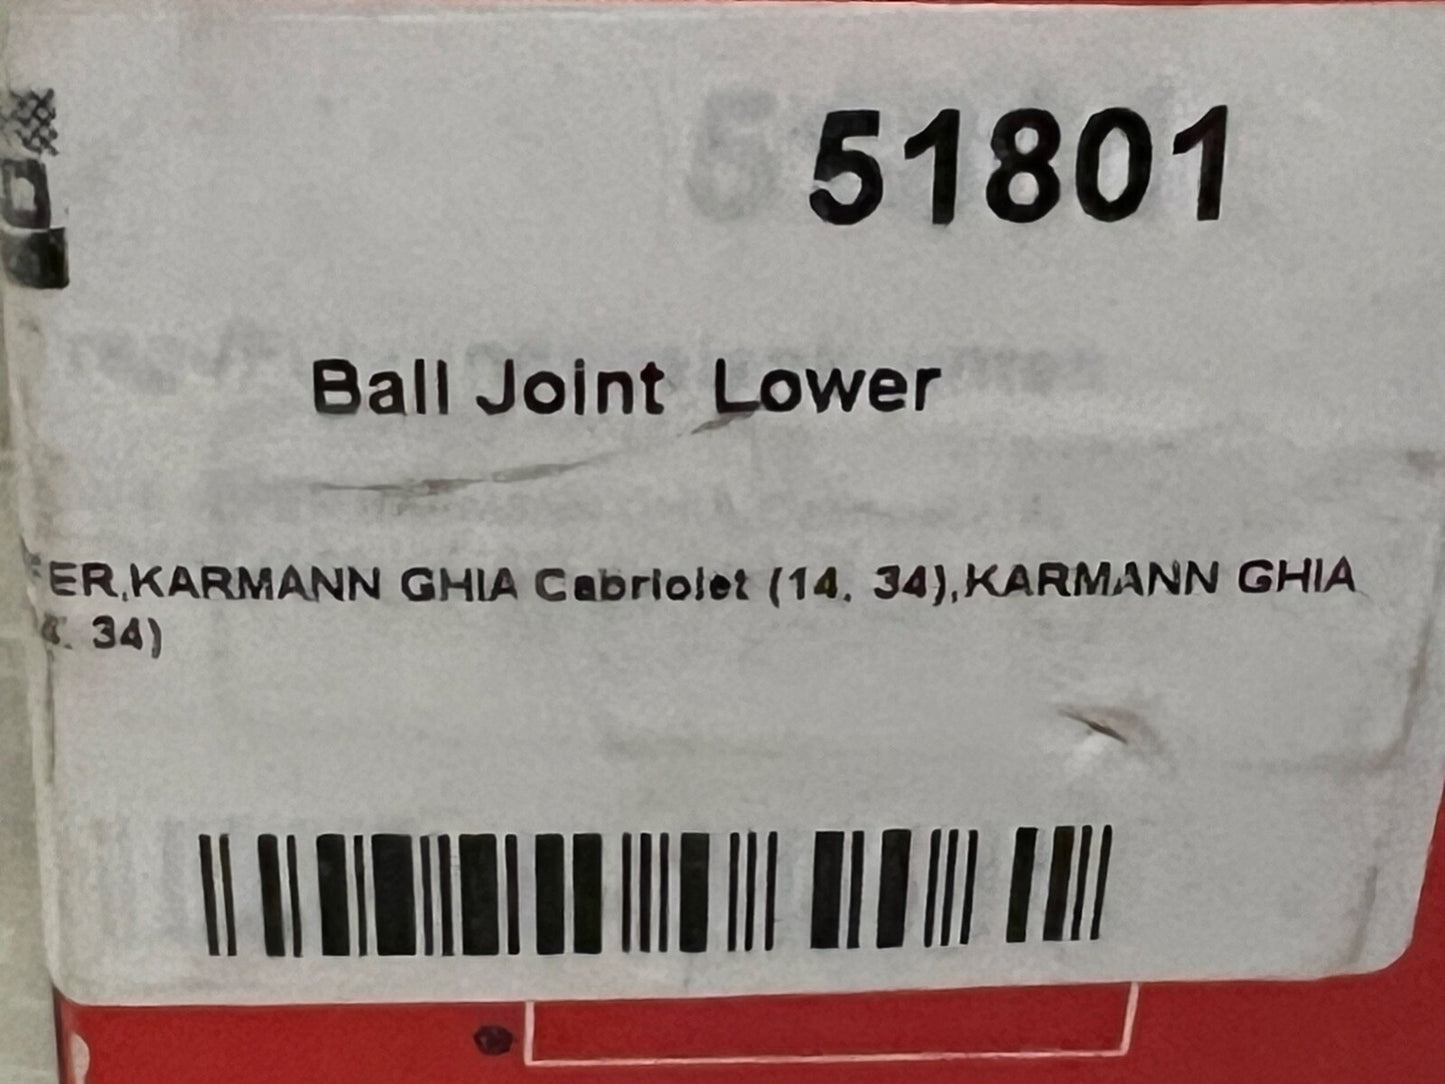 51801
Ball Joint Lower
ER,KARMANN GHIA Cabriolet (14, 34),KARMANN GHIA
34)